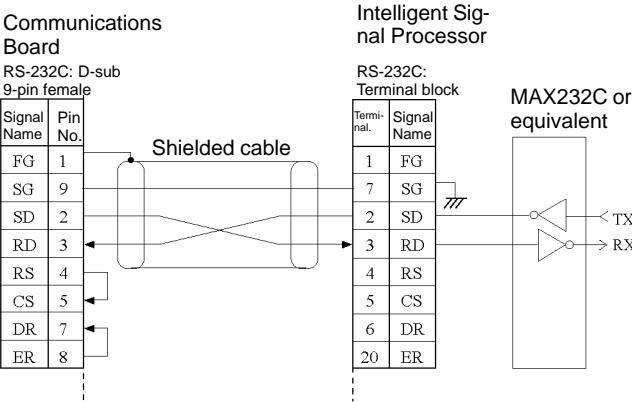 Communications
Board
RS-232C: D-sub
9-pin female
Signal Name Pin No.
FG 1
SG 9
SD 2
RD 3
RS 4
CS 5
DR 7
ER 8
Shielded cable
Intelligent Sig-
nal Processor
RS-232C:
Terminal block
Termi- nal. Signal Name
1 FG
7 SG
2 SD
3 RD
4 RS
5 CS
6 DR
20 ER
MAX232C or
equivalent
TX
RX